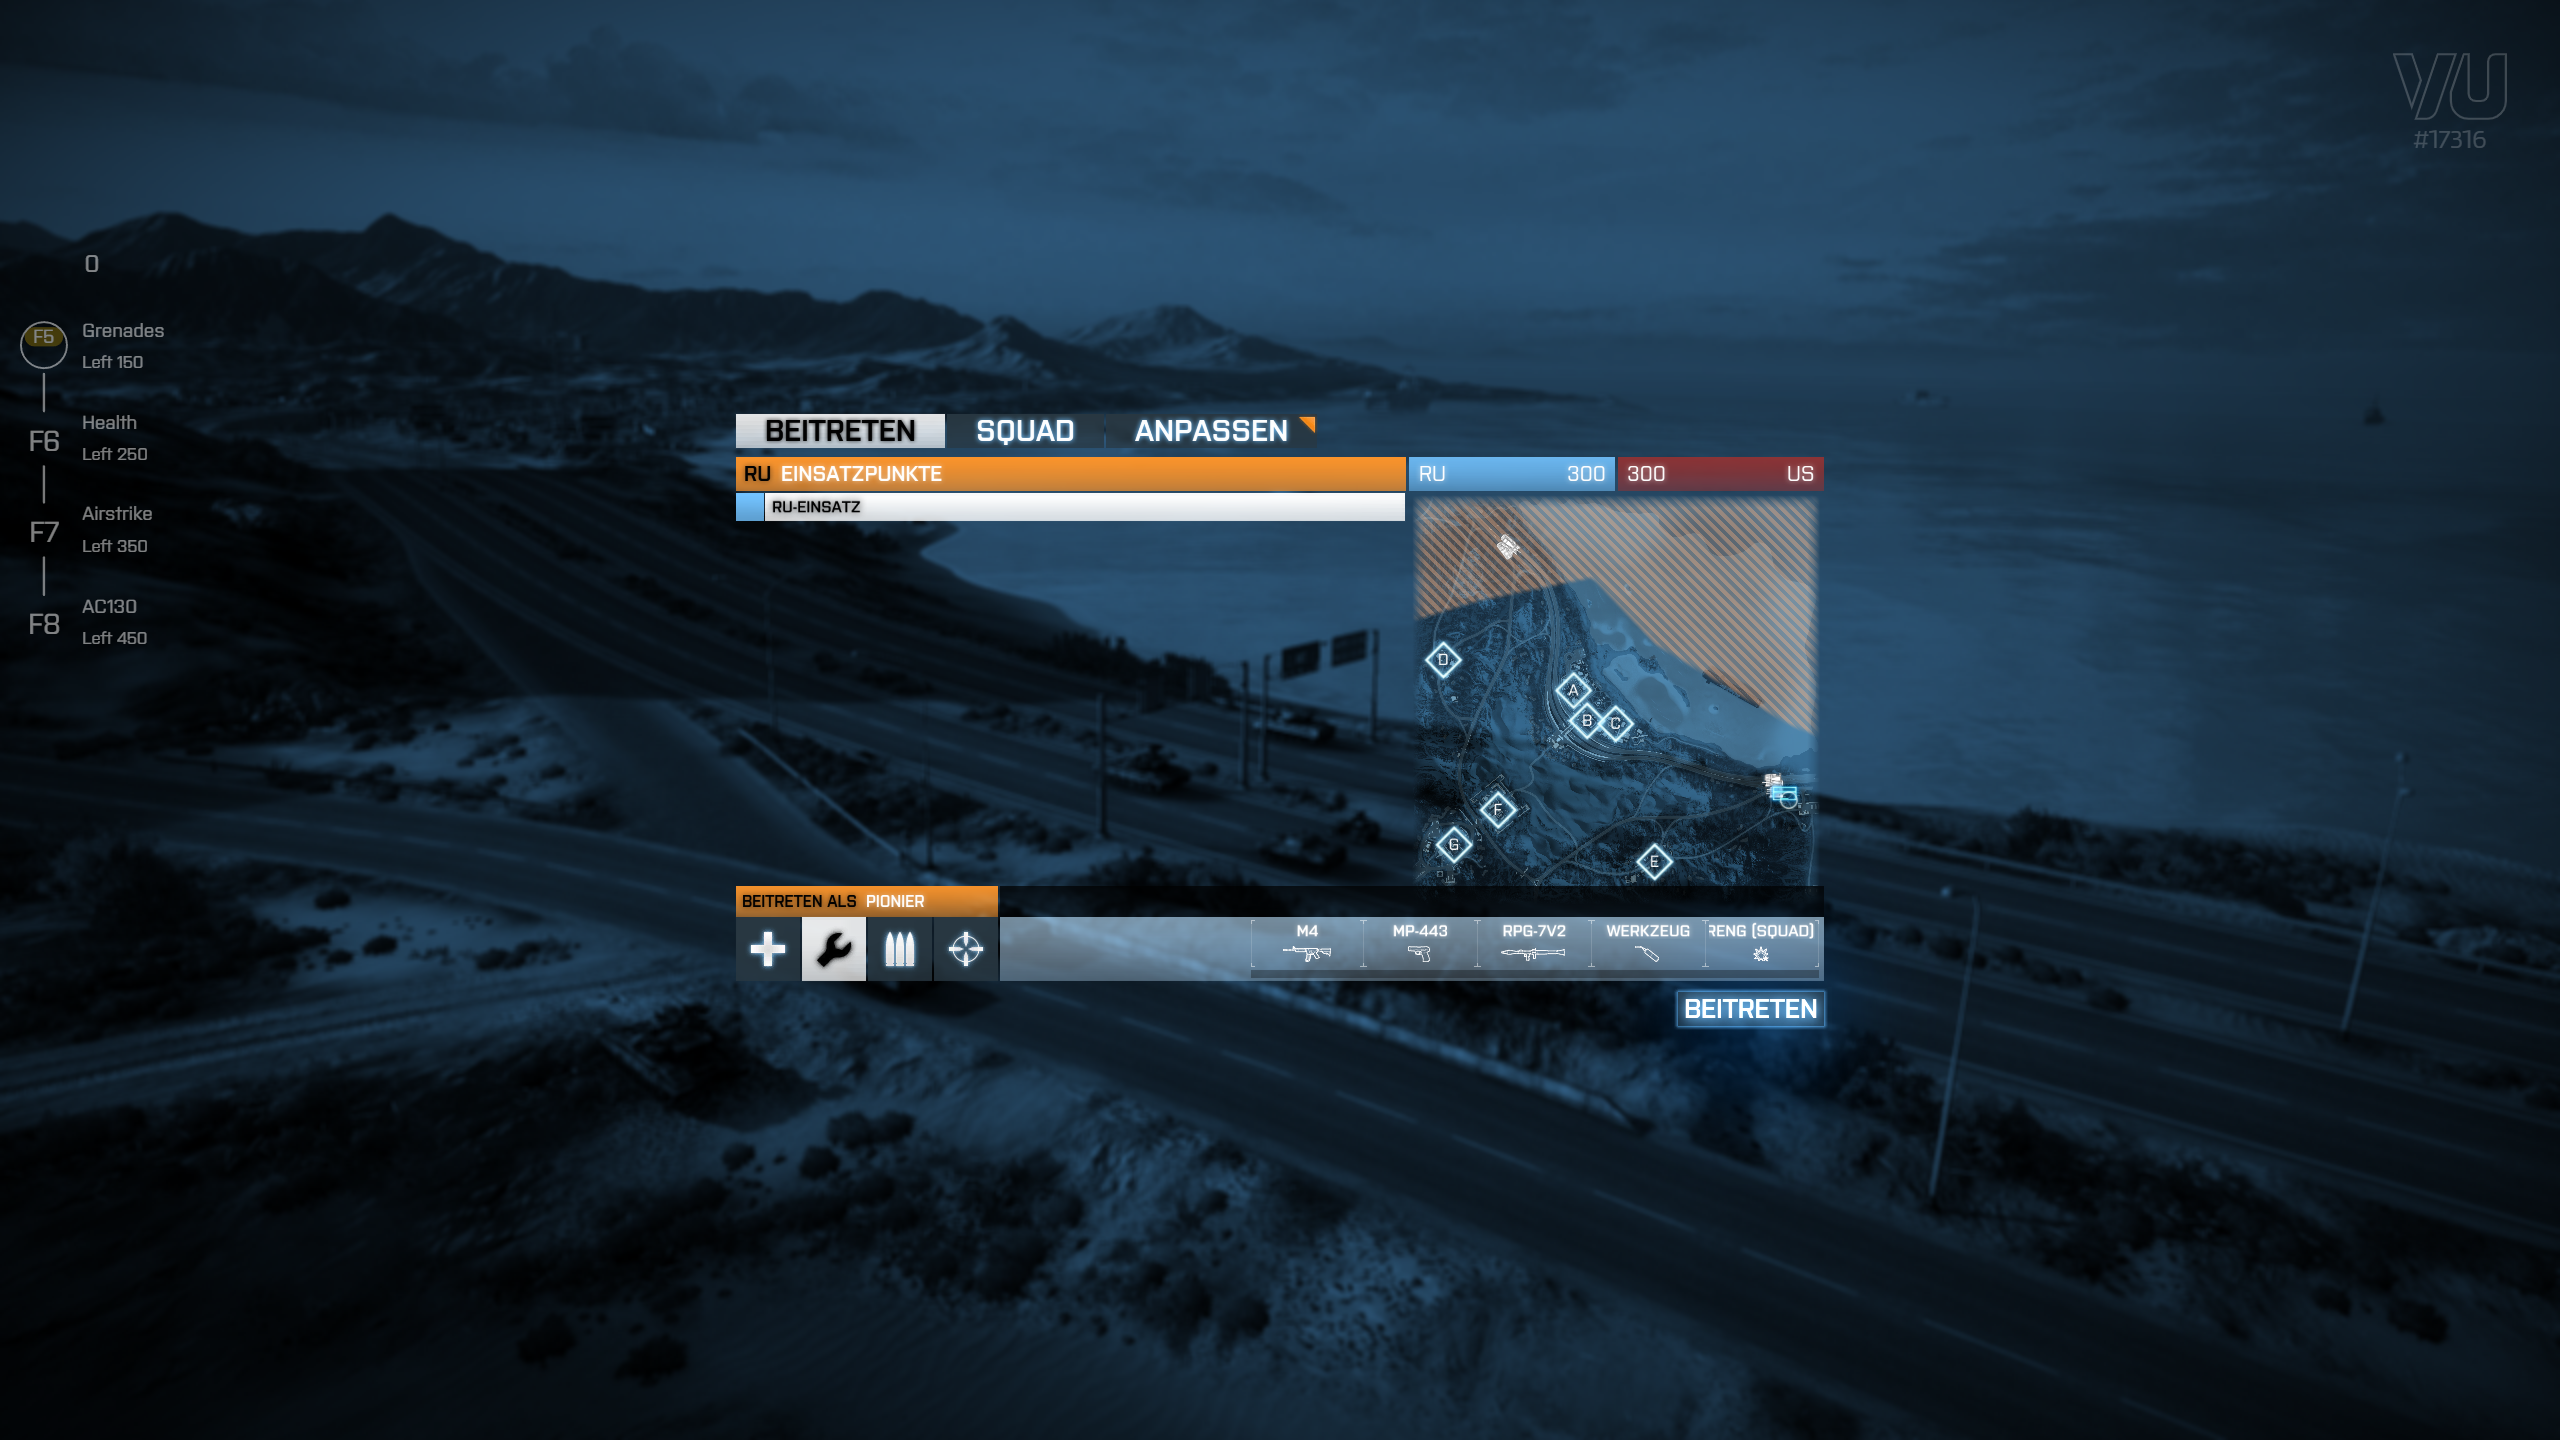 VU
#17316
0
F5
Grenades
Left 150
F6
Health
Left 250
F7
Airstrike
Left 350
F8
AC130
Left 450
BEITRETEN
SQUAD
ANPASSEN
RU EINSATZPUNKTE
RU 300
300 US
RU-EINSATZ
D
A
B
C
F
G
E
BEITRETEN ALS PIONIER
M4
MP-443
RPG-7V2
WERKZEUG
RENG (SQUAD)
BEITRETEN